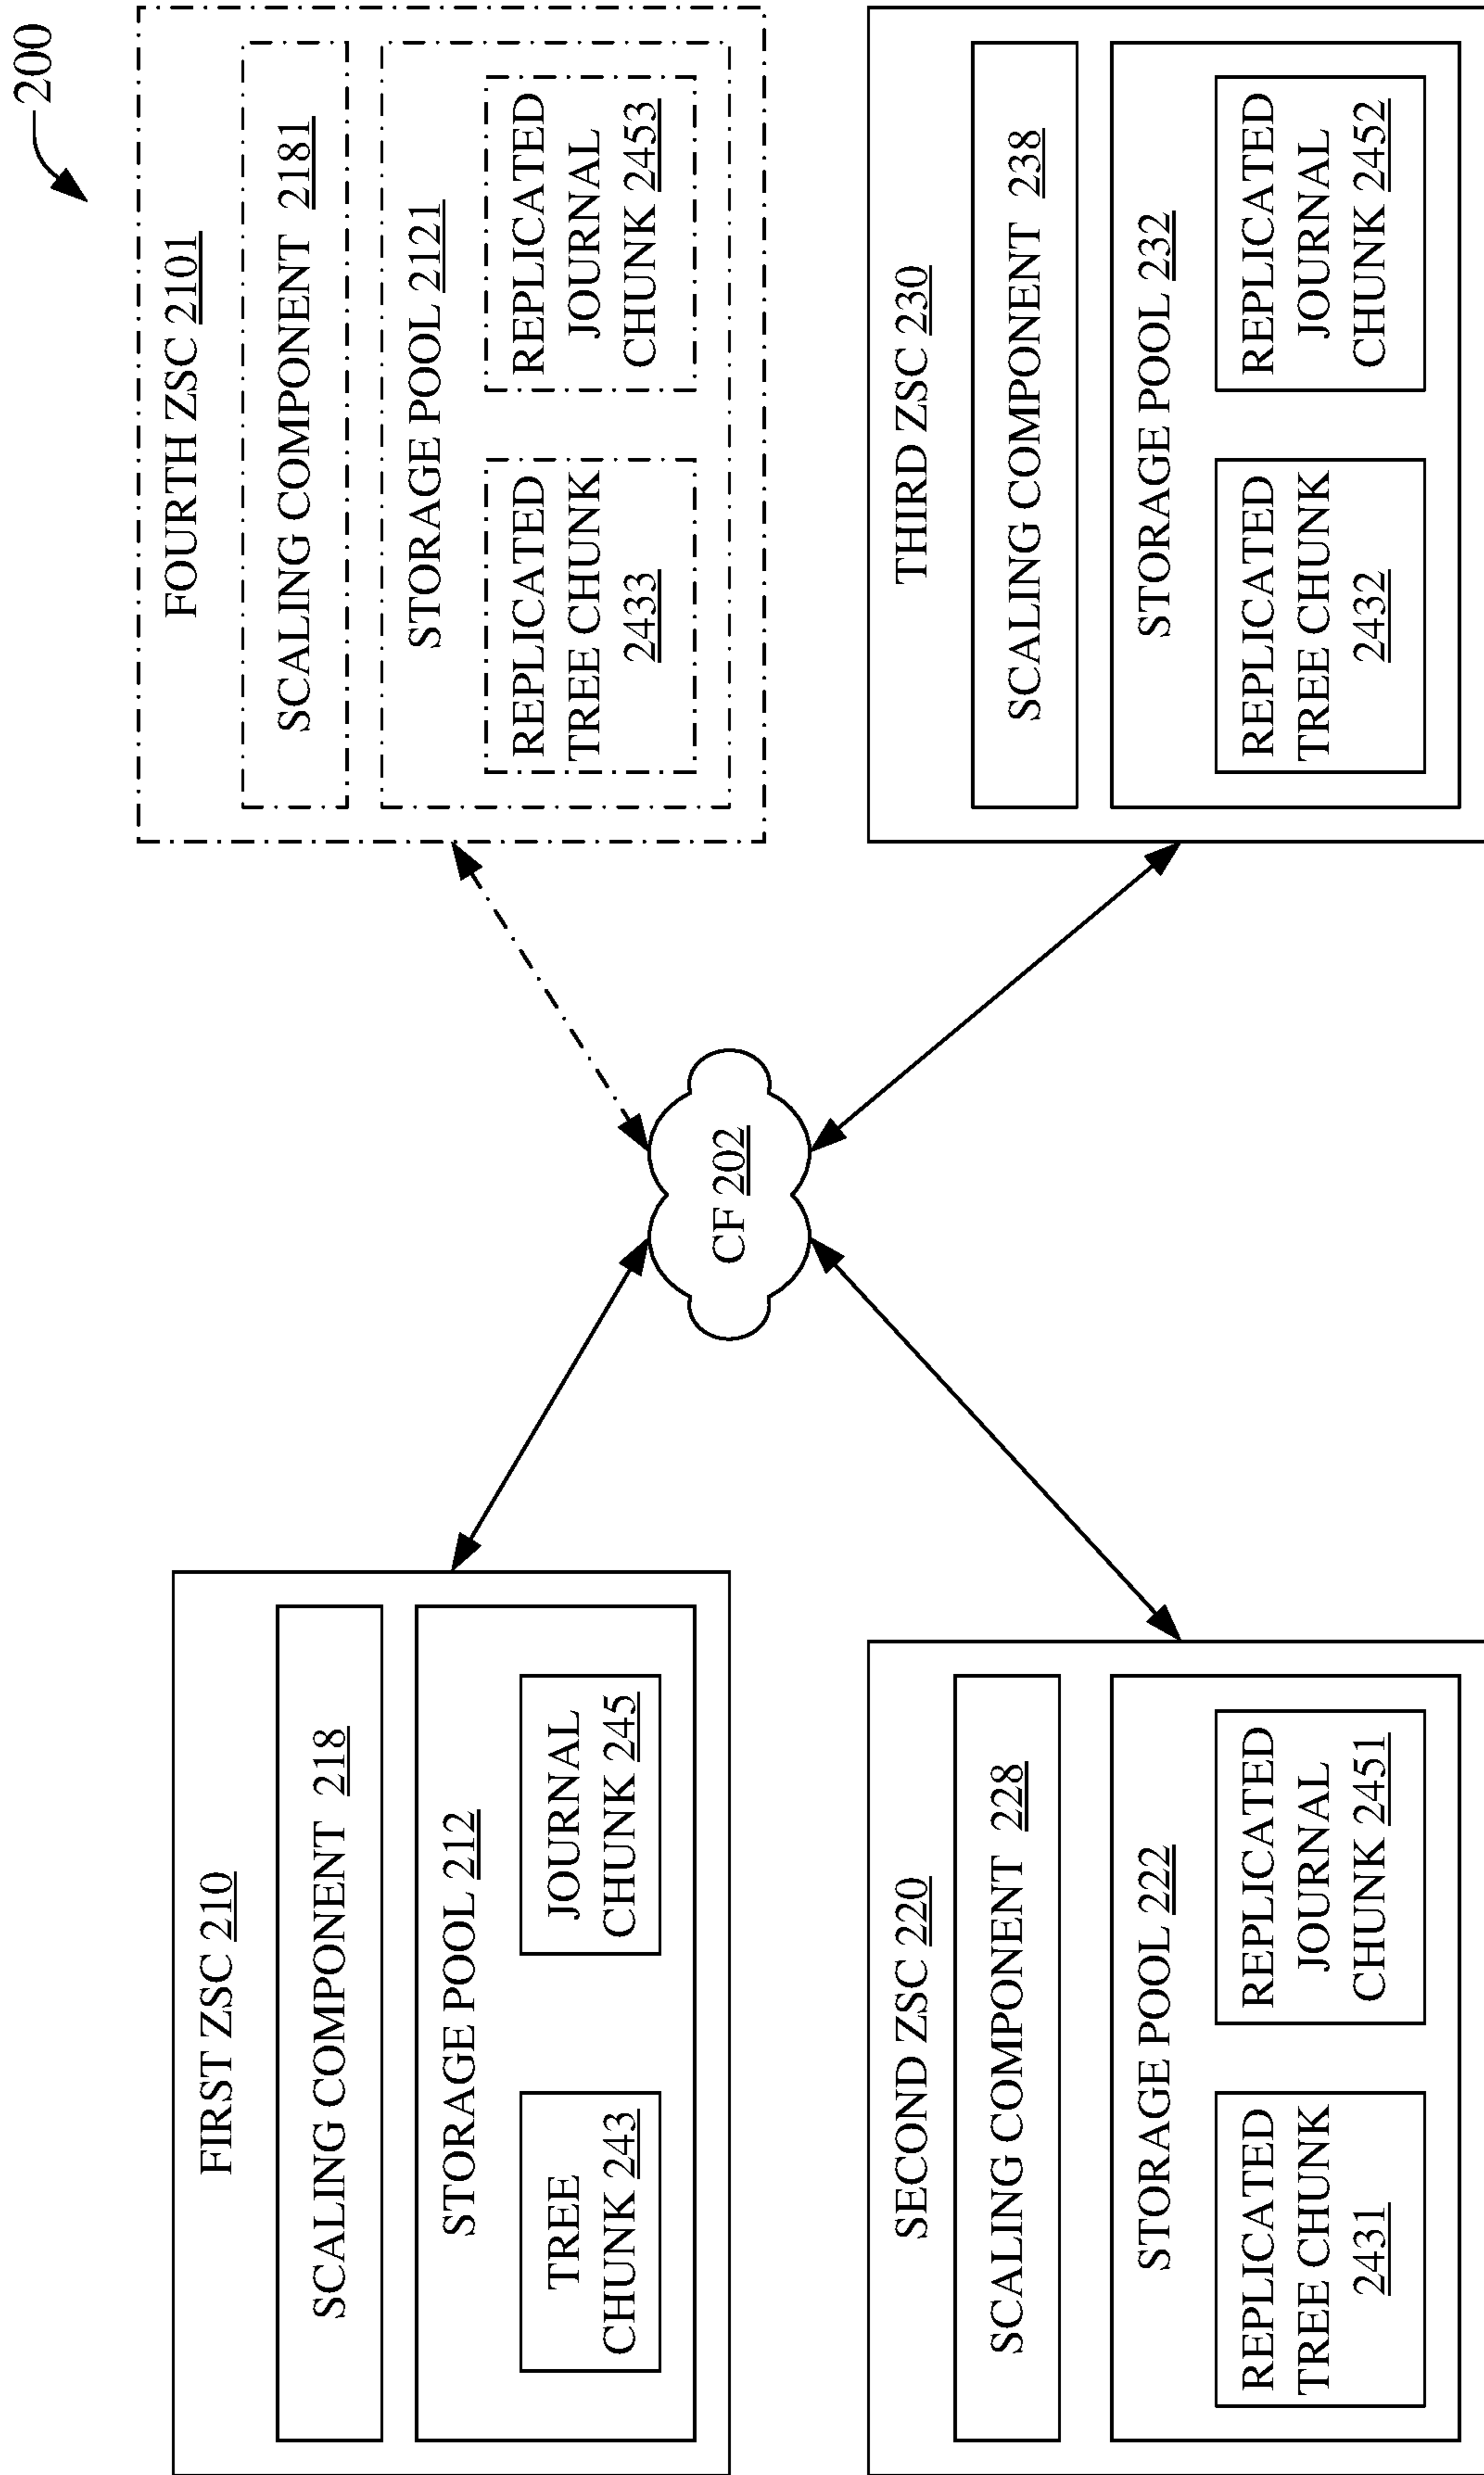 200
FIRST ZSC 210
SCALING COMPONENT 218
STORAGE POOL 212
TREE
CHUNK 243
JOURNAL
CHUNK 245
FOURTH ZSC 2101
SCALING COMPONENT 2181
STORAGE POOL 2121
REPLICATED
TREE CHUNK
2433
REPLICATED
JOURNAL
CHUNK 2453
CF 202
SECOND ZSC 220
SCALING COMPONENT 228
STORAGE POOL 222
REPLICATED
TREE CHUNK
2431
REPLICATED
JOURNAL
CHUNK 2451
THIRD ZSC 230
SCALING COMPONENT 238
STORAGE POOL 232
REPLICATED
TREE CHUNK
2432
REPLICATED
JOURNAL
CHUNK 2452